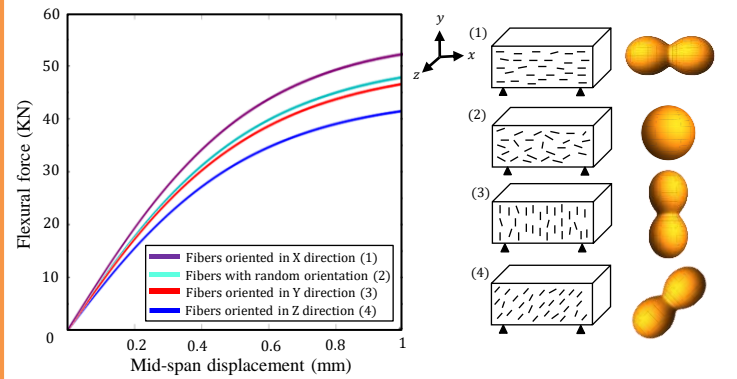 60
50
40
30
20
10
0
Flexural force (KN)
0.2
0.4
0.6
0.8
1
Mid-span displacement (mm)
Fibers oriented in X direction (1)
Fibers with random orientation (2)
Fibers oriented in Y direction (3)
Fibers oriented in Z direction (4)
y
x
z
(1)
(2)
(3)
(4)